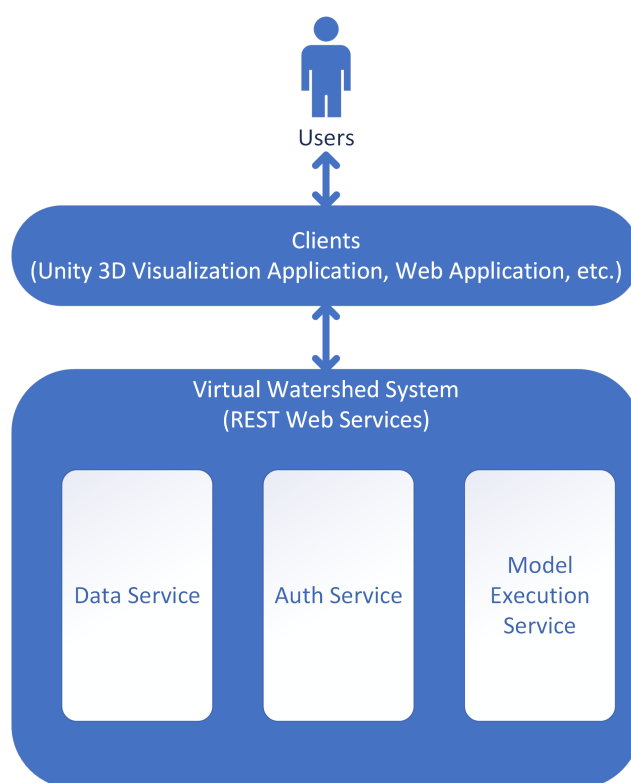 Users
Clients
(Unity 3D Visualization Application, Web Application, etc.)
Virtual Watershed System
(REST Web Services)
Data Service
Auth Service
Model
Execution
Service